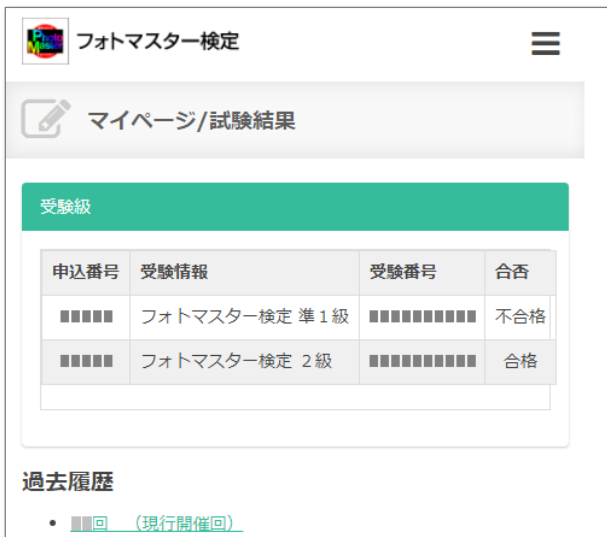 Photo Master フォトマスター検定
マイページ/試験結果
受験級
申込番号 受験情報 受験番号 合否
フォトマスター検定 準１級 不合格
フォトマスター検定 ２級 合格
過去履歴
回 （現行開催回）